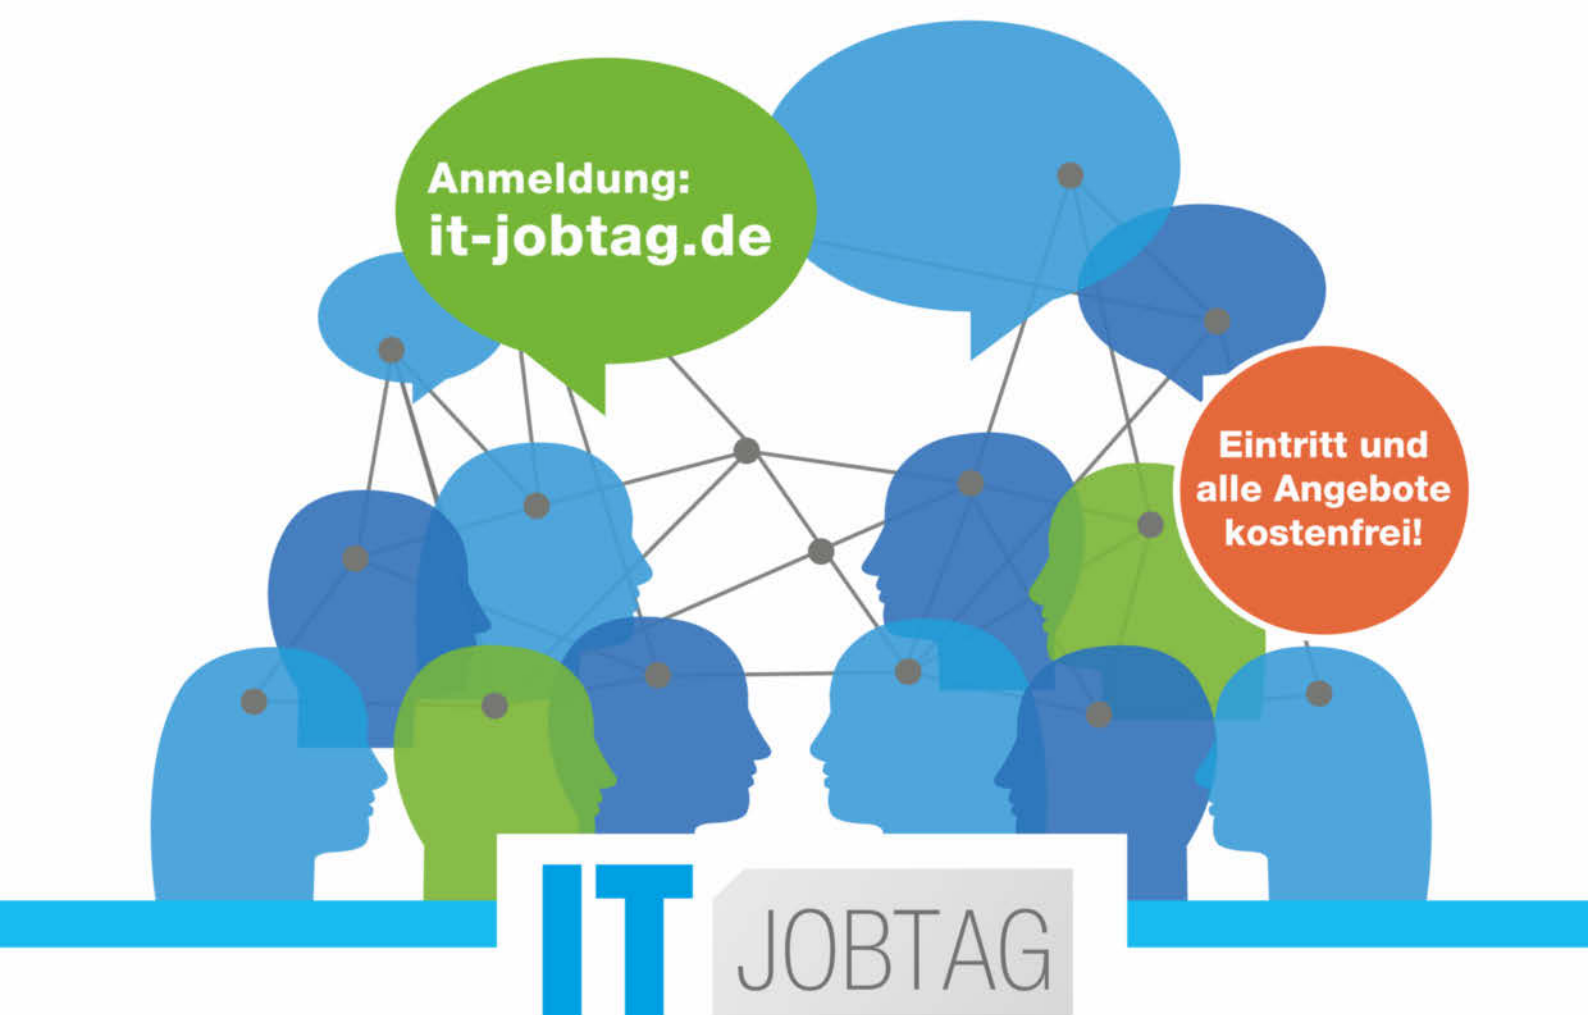 Anmeldung:
it-jobtag.de
Eintritt und
alle Angebote
kostenfrei!
IT JOBTAG